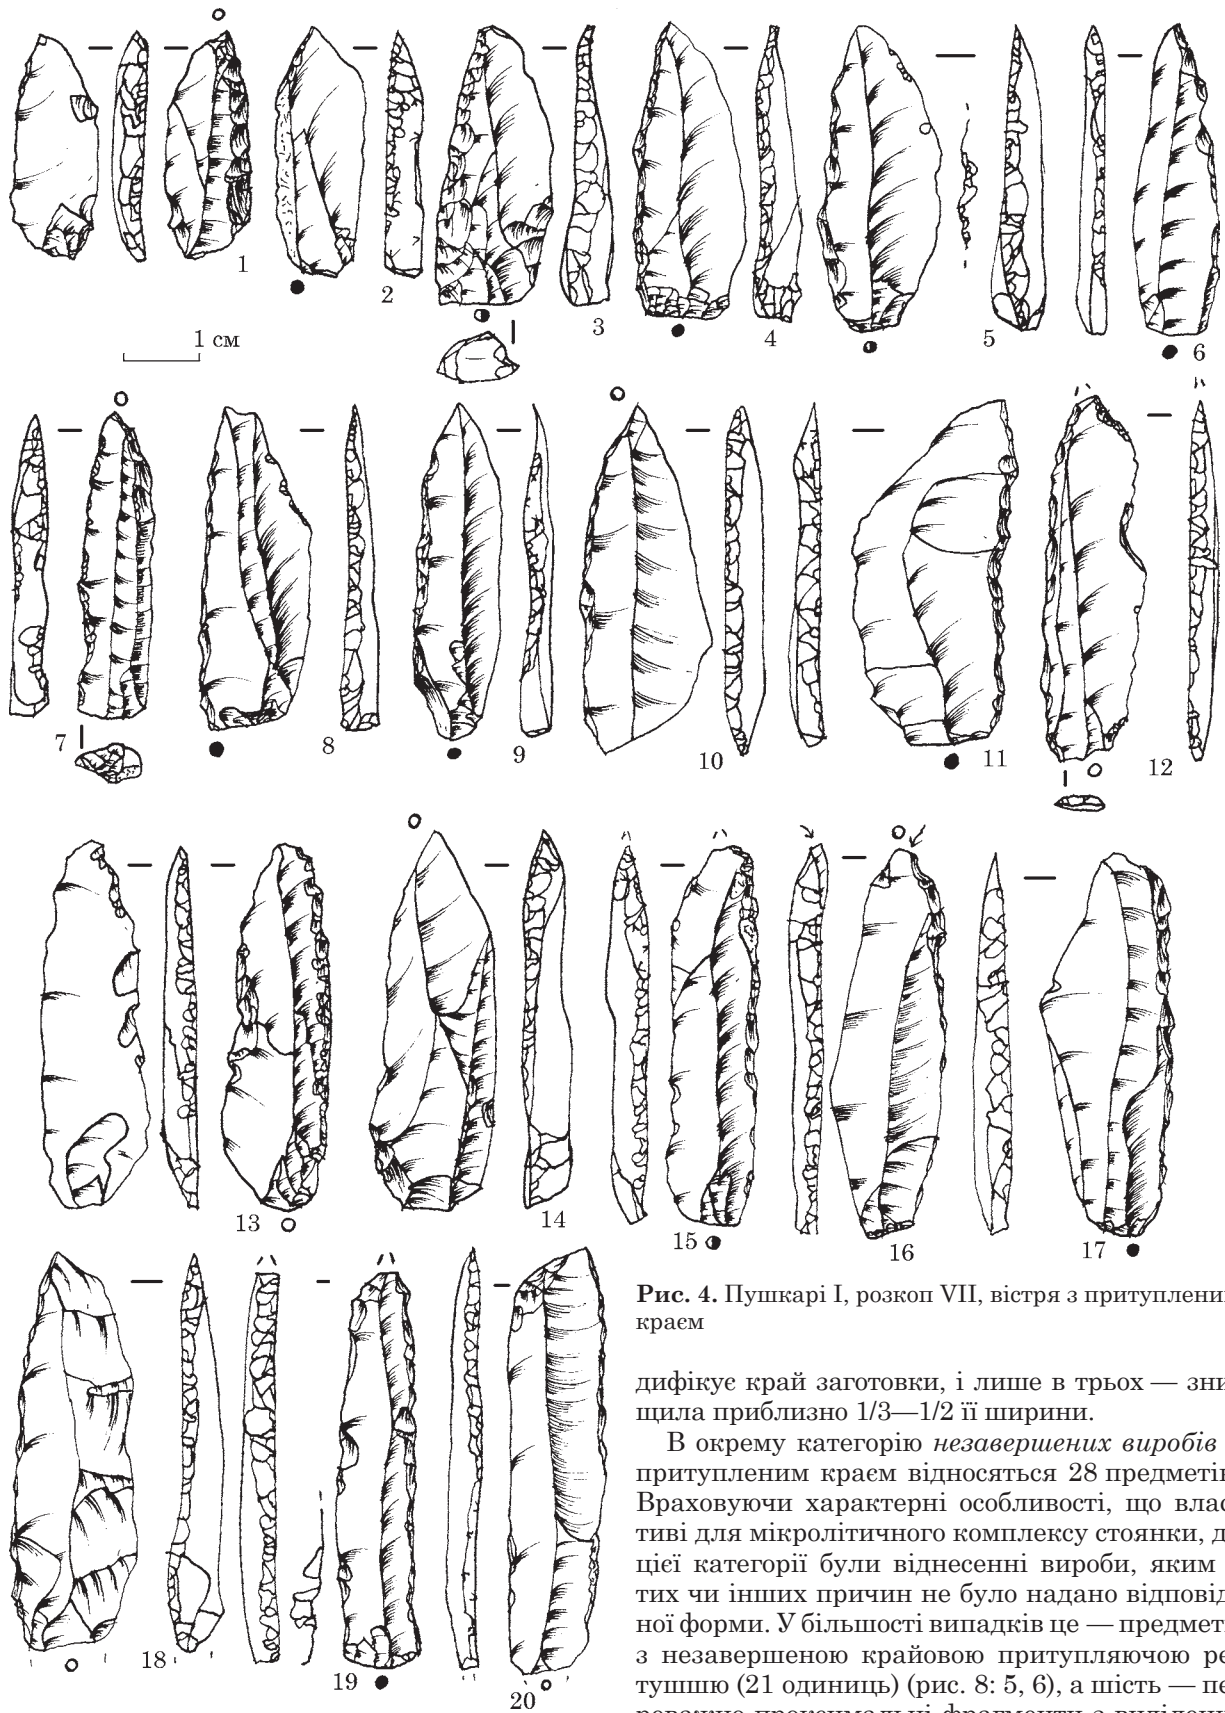 1
2
3
4
5
6
1 см
7
8
9
10
11
12
13
14
15
16
17
18
19
20
Рис. 4. Пушкарі І, розкоп VII, вістря з притупленим
краєм
дифікує край заготовки, і лише в трьох — зни
щила приблизно 1/3—1/2 її ширини.
В окрему категорію незавершених виробів
притупленим краєм відносяться 28 предметів
Враховуючи характерні особливості, що влас
тиві для мікролітичного комплексу стоянки, д
цієї категорії були віднесенні вироби, яким
тих чи інших причин не було надано відповід
ної форми. У більшості випадків це — предмет
з незавершеною крайовою притупляючою ре
тушшю (21 одиниць) (рис. 8: 5, 6), а шість — пе